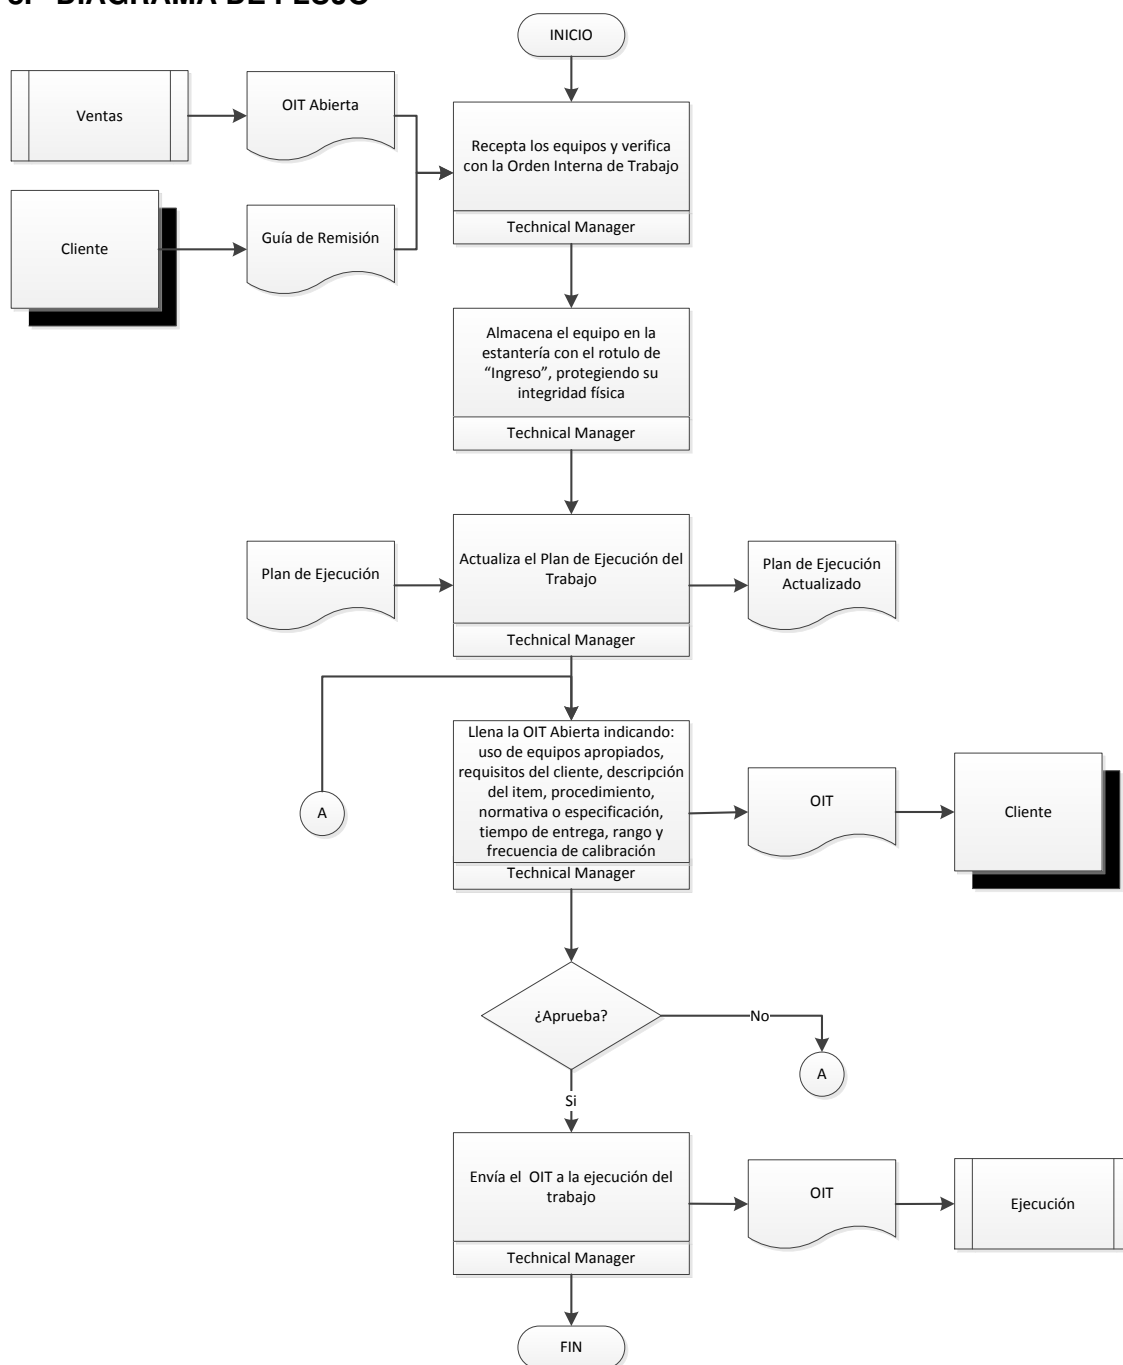 DIAGRAMA DE FLUJO
INICIO
Ventas
OIT Abierta
Recepta los equipos y verifica
con la Orden Interna de Trabajo
Technical Manager
Cliente
Guía de Remisión
Almacena el equipo en la
estantería con el rotulo de
“Ingreso”, protegiendo su
integridad física
Technical Manager
Plan de Ejecución
Actualiza el Plan de Ejecución del
Trabajo
Technical Manager
Plan de Ejecución
Actualizado
A
Llena la OIT Abierta indicando:
uso de equipos apropiados,
requisitos del cliente, descripción
del item, procedimiento,
normativa o especificación,
tiempo de entrega, rango y
frecuencia de calibración
Technical Manager
OIT
Cliente
¿Aprueba?
No
A
Si
Envía el  OIT a la ejecución del
trabajo
Technical Manager
OIT
Ejecución
FIN